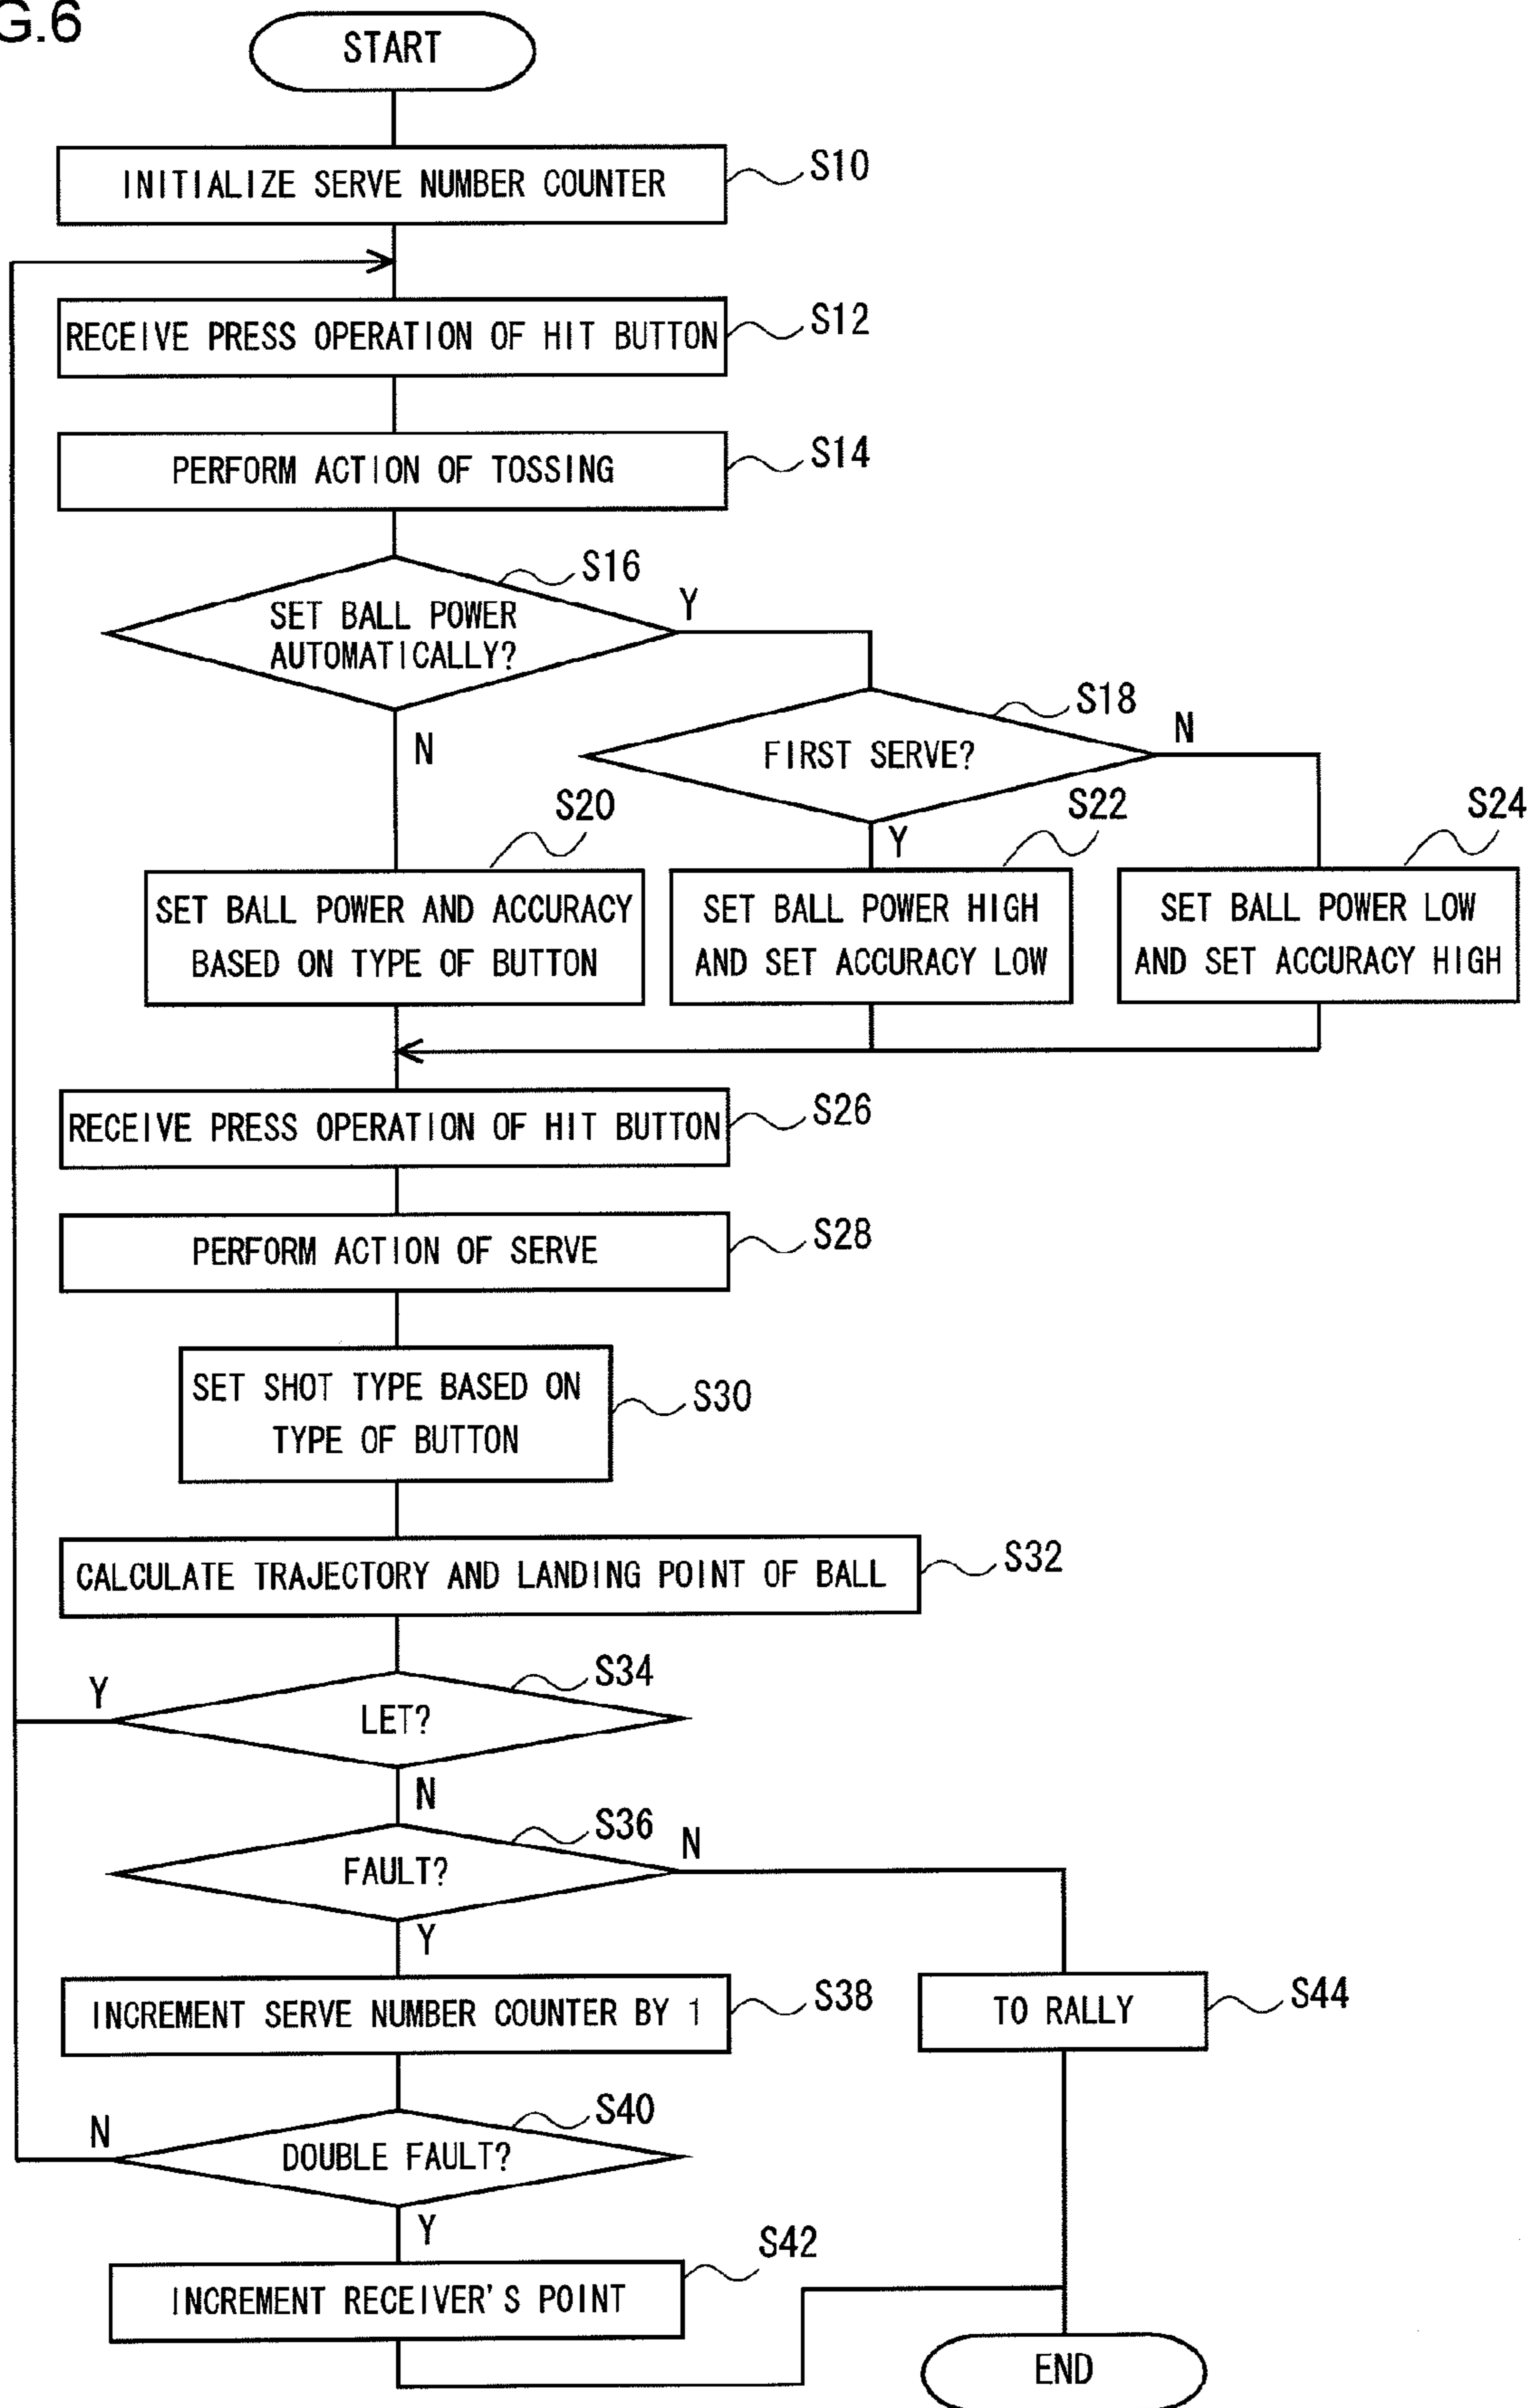 G.6
START
INITIALIZE SERVE NUMBER COUNTER
S10
RECEIVE PRESS OPERATION OF HIT BUTTON
S12
PERFORM ACTION OF TOSSING
S14
S16
SET BALL POWER
AUTOMATICALLY?
Y
N
S18
FIRST SERVE?
N
Y
S20
SET BALL POWER AND ACCURACY
BASED ON TYPE OF BUTTON
S22
SET BALL POWER HIGH
AND SET ACCURACY LOW
S24
SET BALL POWER LOW
AND SET ACCURACY HIGH
RECEIVE PRESS OPERATION OF HIT BUTTON
S26
PERFORM ACTION OF SERVE
S28
SET SHOT TYPE BASED ON
TYPE OF BUTTON
S30
CALCULATE TRAJECTORY AND LANDING POINT OF BALL
S32
S34
Y
LET?
N
S36
FAULT?
N
Y
INCREMENT SERVE NUMBER COUNTER BY 1
S38
TO RALLY
S44
S40
N
DOUBLE FAULT?
Y
S42
INCREMENT RECEIVER'S POINT
END